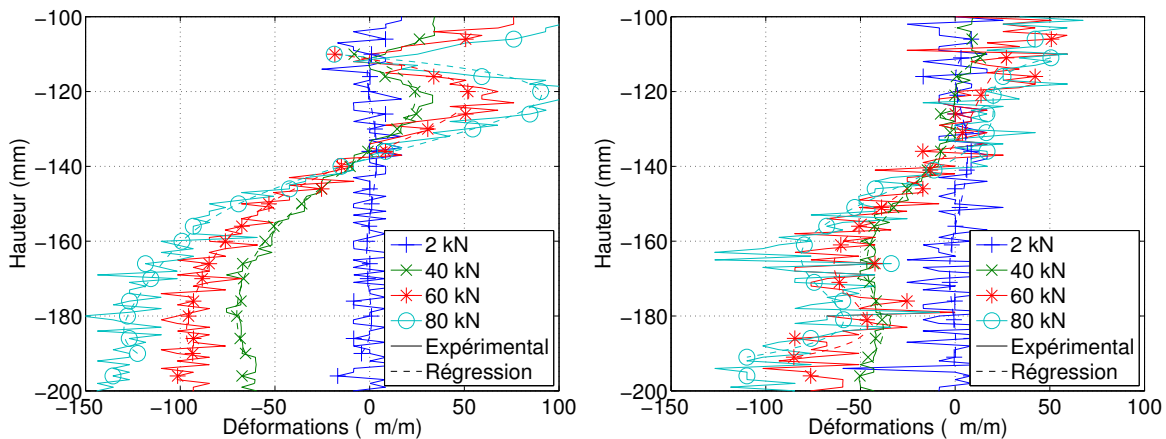 −100
−120
−140
−160
−180
−200
Hauteur (mm)
−150 −100 −50 0 50 100
Déformations ( m/m)
2 kN
40 kN
60 kN
80 kN
Expérimental
Régression
−100
−120
−140
−160
−180
−200
Hauteur (mm)
−150 −100 −50 0 50 100
Déformations ( m/m)
2 kN
40 kN
60 kN
80 kN
Expérimental
Régression